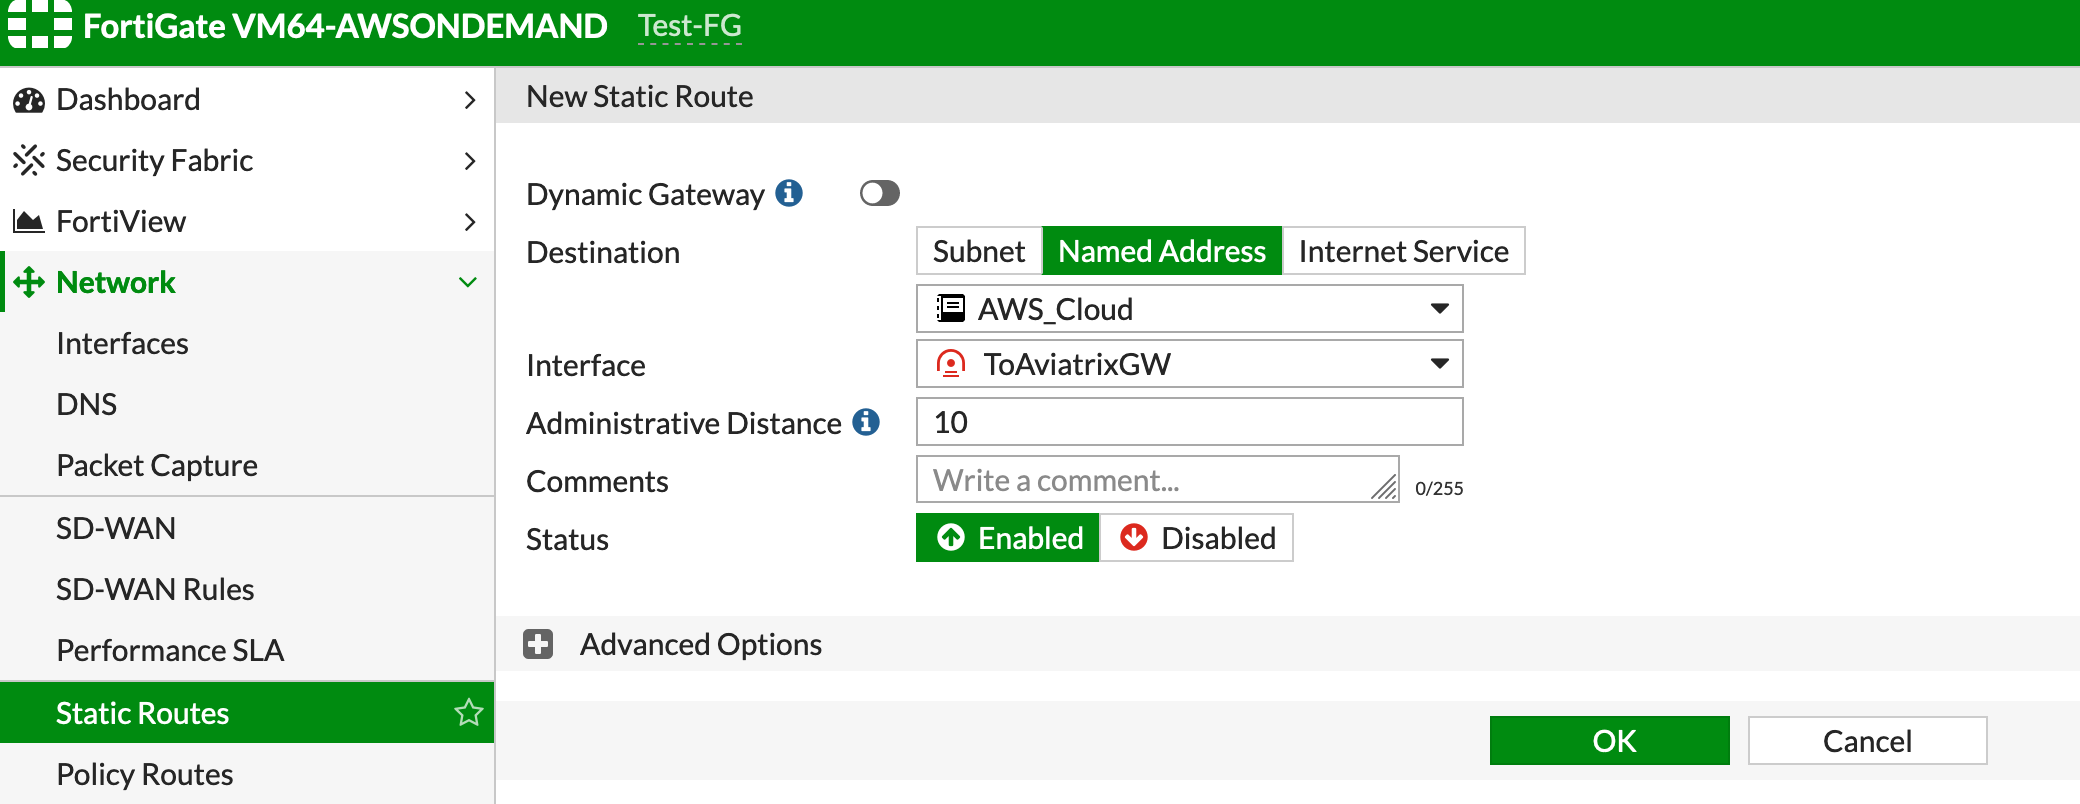 FortiGate VM64-AWSONDEMAND Test-FG
Dashboard
Security Fabric
FortiView
Network
Interfaces
DNS
Packet Capture
SD-WAN
SD-WAN Rules
Performance SLA
Static Routes
Policy Routes
New Static Route
Dynamic Gateway
Destination Subnet Named Address Internet Service
AWS_Cloud
Interface ToAviatrixGW
Administrative Distance 10
Comments Write a comment... 0/255
Status Enabled Disabled
Advanced Options
OK Cancel